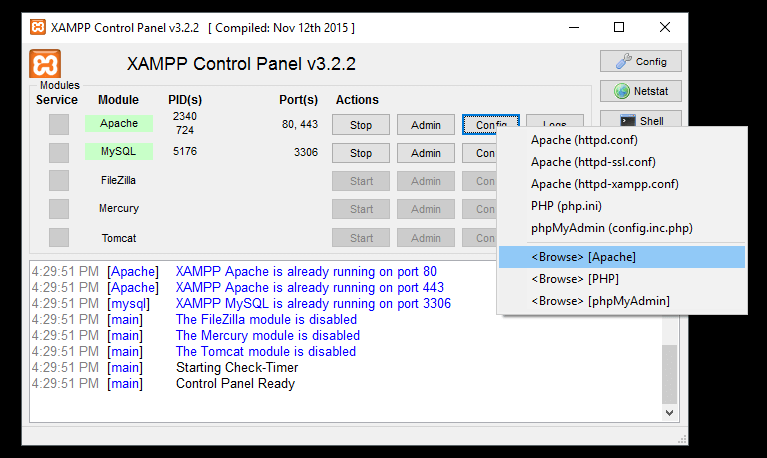 XAMPP Control Panel v3.2.2 [ Compiled: Nov 12th 2015 ]
XAMPP Control Panel v3.2.2
Config
Netstat
Shell
Modules
Service Module PID(s) Port(s) Actions
Apache 2340 724 80, 443 Stop Admin Config Logs
MySQL 5176 3306 Stop Admin Con
FileZilla Start Admin Con
Mercury Start Admin Con
Tomcat Start Admin Con
Apache (httpd.conf)
Apache (httpd-ssl.conf)
Apache (httpd-xampp.conf)
PHP (php.ini)
phpMyAdmin (config.inc.php)
<Browse> [Apache]
<Browse> [PHP]
<Browse> [phpMyAdmin]
4:29:51 PM [Apache] XAMPP Apache is already running on port 80
4:29:51 PM [Apache] XAMPP Apache is already running on port 443
4:29:51 PM [mysql] XAMPP MySQL is already running on port 3306
4:29:51 PM [main] The FileZilla module is disabled
4:29:51 PM [main] The Mercury module is disabled
4:29:51 PM [main] The Tomcat module is disabled
4:29:51 PM [main] Starting Check-Timer
4:29:51 PM [main] Control Panel Ready